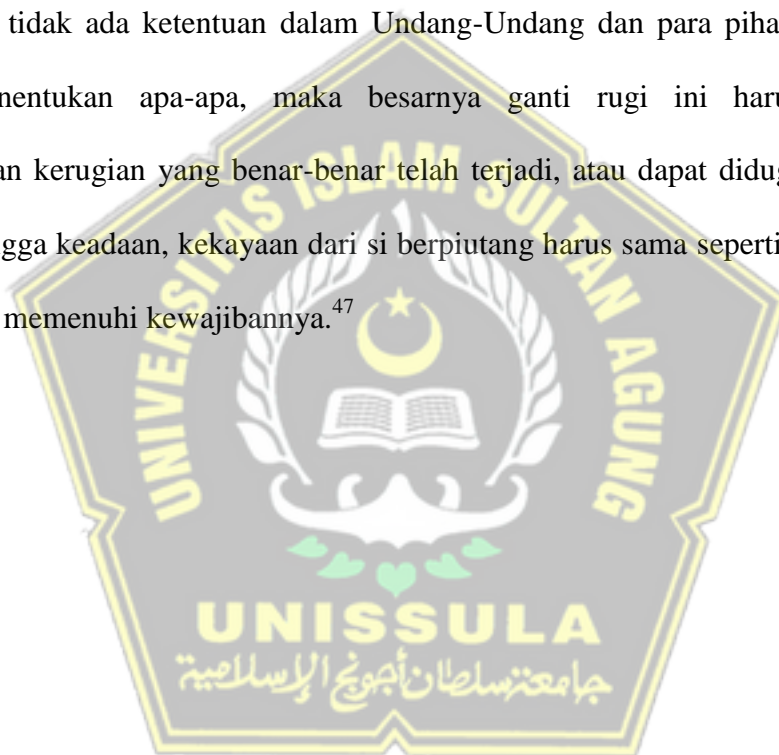 tidak ada ketentuan dalam Undang-Undang dan para piha
nentukan apa-apa, maka besarnya ganti rugi ini haru
an kerugian yang benar-benar telah terjadi, atau dapat didug
ngga keadaan, kekayaan dari si berpiutang harus sama seperti
memenuhi kewajibannya.47
UNIVERSITAS ISLAM SULTAN AGUNG
UNISSULA
جامعة سلطان أجونج الإسلامية